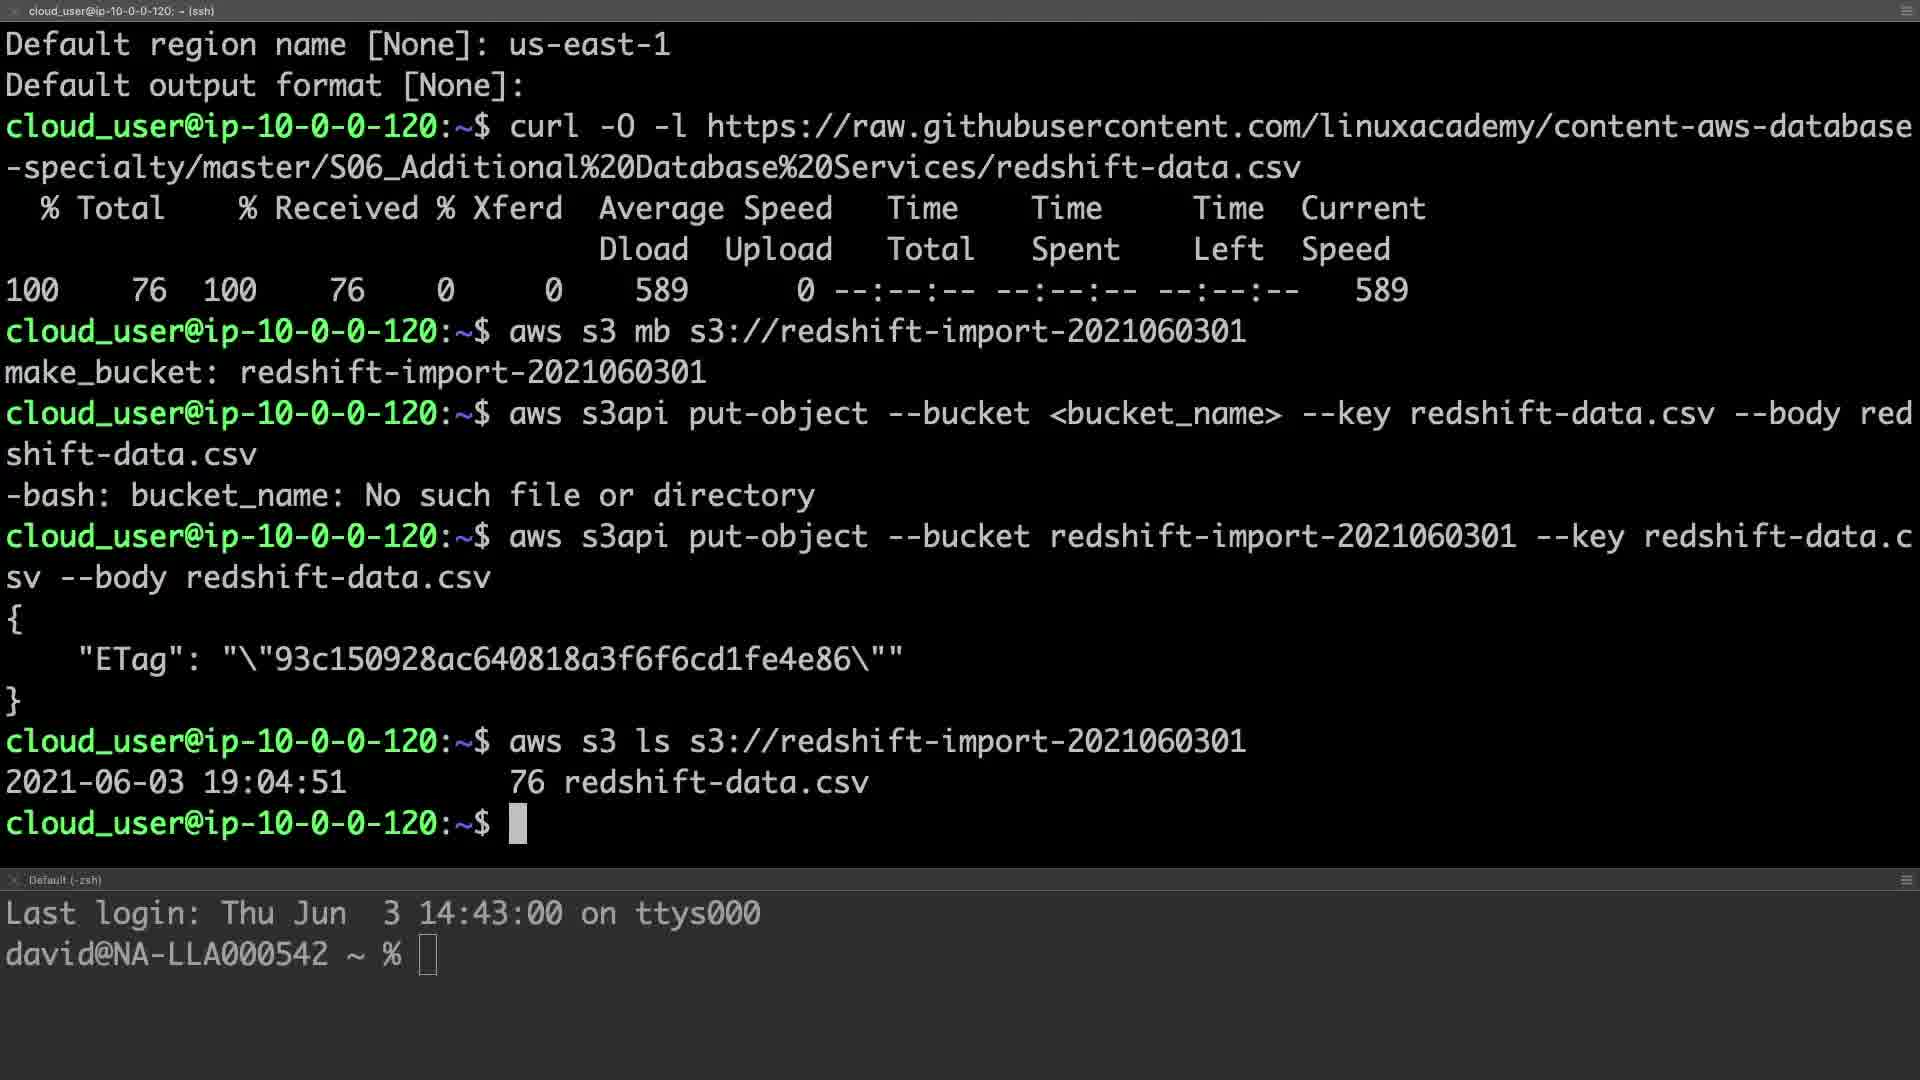 cloud_user@ip-10-0-0-120: ~ (ssh)
Default region name [None]: us-east-1
Default output format [None]:
cloud_user@ip-10-0-0-120:~$ curl -O -l https://raw.githubusercontent.com/linuxacademy/content-aws-database
-specialty/master/S06_Additional%20Database%20Services/redshift-data.csv
  % Total    % Received % Xferd  Average Speed   Time    Time     Time  Current
                                 Dload  Upload   Total   Spent    Left  Speed
100    76  100    76    0     0    589      0 --:--:-- --:--:-- --:--:--   589
cloud_user@ip-10-0-0-120:~$ aws s3 mb s3://redshift-import-2021060301
make_bucket: redshift-import-2021060301
cloud_user@ip-10-0-0-120:~$ aws s3api put-object --bucket <bucket_name> --key redshift-data.csv --body red
shift-data.csv
-bash: bucket_name: No such file or directory
cloud_user@ip-10-0-0-120:~$ aws s3api put-object --bucket redshift-import-2021060301 --key redshift-data.c
sv --body redshift-data.csv
{
    "ETag": "\"93c150928ac640818a3f6f6cd1fe4e86\""
}
cloud_user@ip-10-0-0-120:~$ aws s3 ls s3://redshift-import-2021060301
2021-06-03 19:04:51         76 redshift-data.csv
cloud_user@ip-10-0-0-120:~$
Default (-zsh)
Last login: Thu Jun  3 14:43:00 on ttys000
david@NA-LLA000542 ~ %